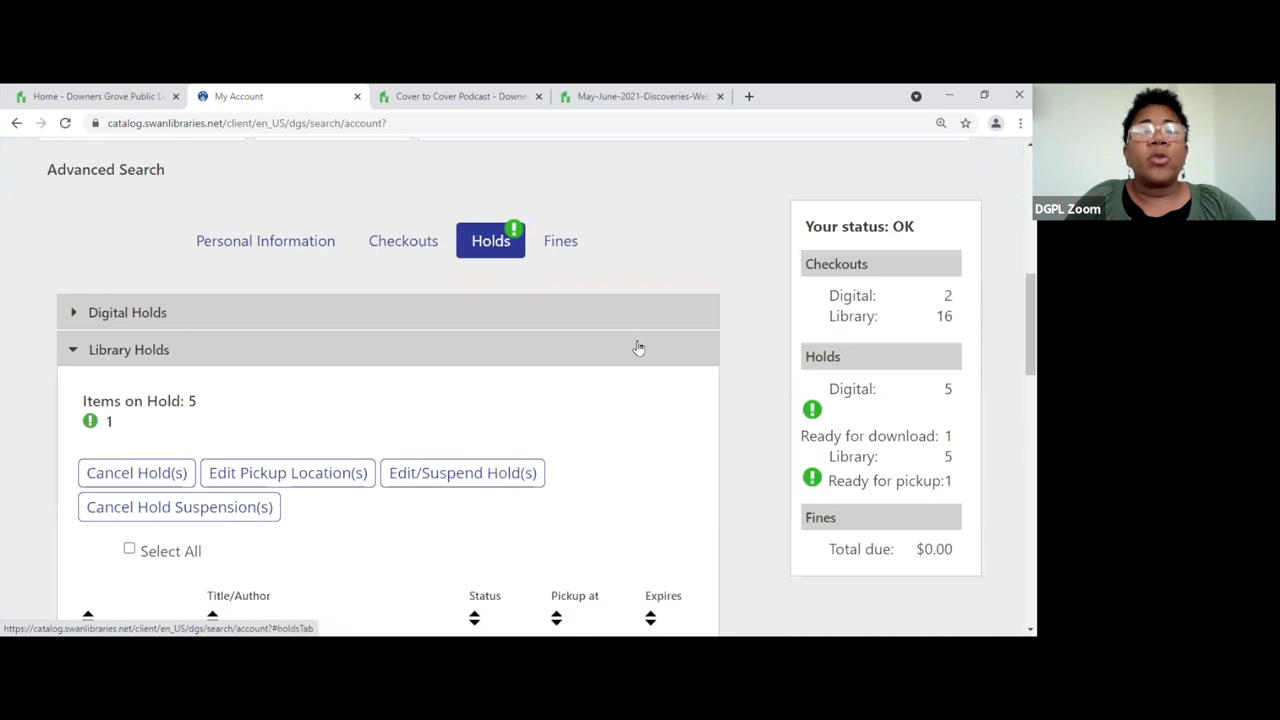 Home - Downers Grove Public Li
My Account
Cover to Cover Podcast - Downe
May-June-2021-Discoveries-Web
catalog.swanlibraries.net/client/en_US/dgs/search/account?
DGPL Zoom
Advanced Search
Personal Information
Checkouts
Holds
Fines
Digital Holds
Library Holds
Items on Hold: 5
1
Cancel Hold(s)
Edit Pickup Location(s)
Edit/Suspend Hold(s)
Cancel Hold Suspension(s)
Select All
Title/Author
Status
Pickup at
Expires
Your status: OK
Checkouts
Digital: 2
Library: 16
Holds
Digital: 5
Ready for download: 1
Library: 5
Ready for pickup:1
Fines
Total due: $0.00
https://catalog.swanlibraries.net/client/en_US/dgs/search/account?#holdsTab